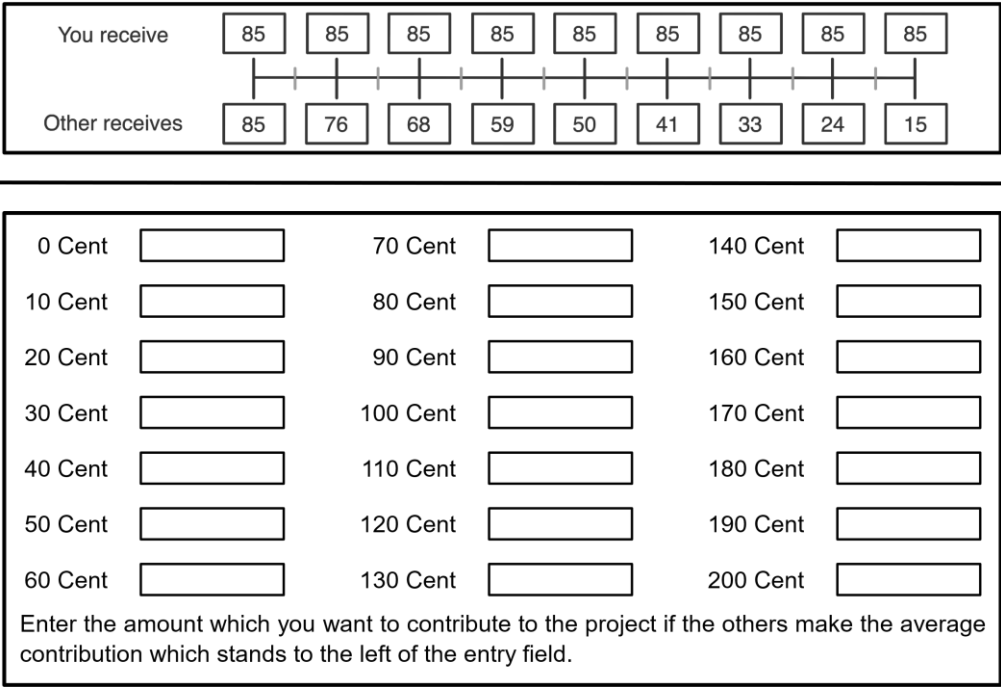 You receive 85 85 85 85 85 85 85 85 85
Other receives 85 76 68 59 50 41 33 24 15
0 Cent 70 Cent 140 Cent
10 Cent 80 Cent 150 Cent
20 Cent 90 Cent 160 Cent
30 Cent 100 Cent 170 Cent
40 Cent 110 Cent 180 Cent
50 Cent 120 Cent 190 Cent
60 Cent 130 Cent 200 Cent
Enter the amount which you want to contribute to the project if the others make the average
contribution which stands to the left of the entry field.